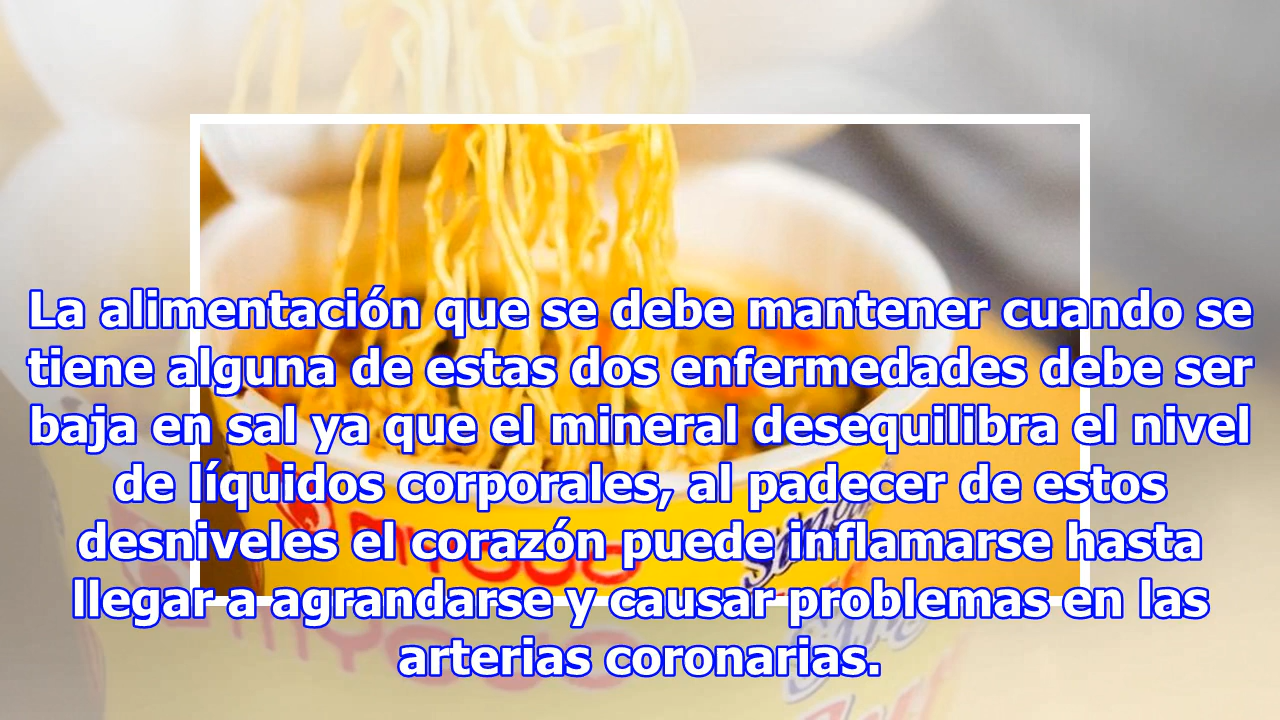 La alimentación que se debe mantener cuando se
tiene alguna de estas dos enfermedades debe ser
baja en sal ya que el mineral desequilibra el nivel
de líquidos corporales, al padecer de estos
desniveles el corazón puede inflamarse hasta
llegar a agrandarse y causar problemas en las
arterias coronarias.